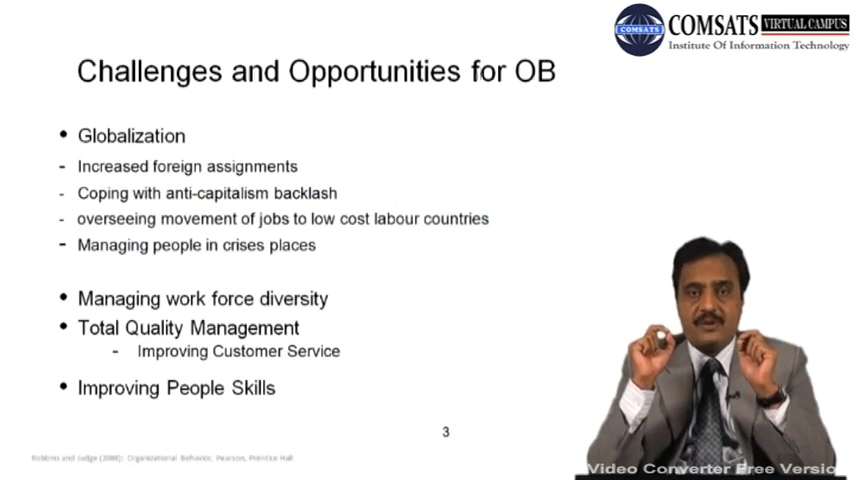 COMSATS VIRTUAL CAMPUS
COMSATS
Institute Of Information Technology
Challenges and Opportunities for OB
• Globalization
- Increased foreign assignments
- Coping with anti-capitalism backlash
- overseeing movement of jobs to low cost labour countries
- Managing people in crises places
• Managing work force diversity
• Total Quality Management
- Improving Customer Service
• Improving People Skills
3
Robbins and Judge (2008): Organizational Behavior, Pearson, Prentice Hall
Video Converter Free Versio